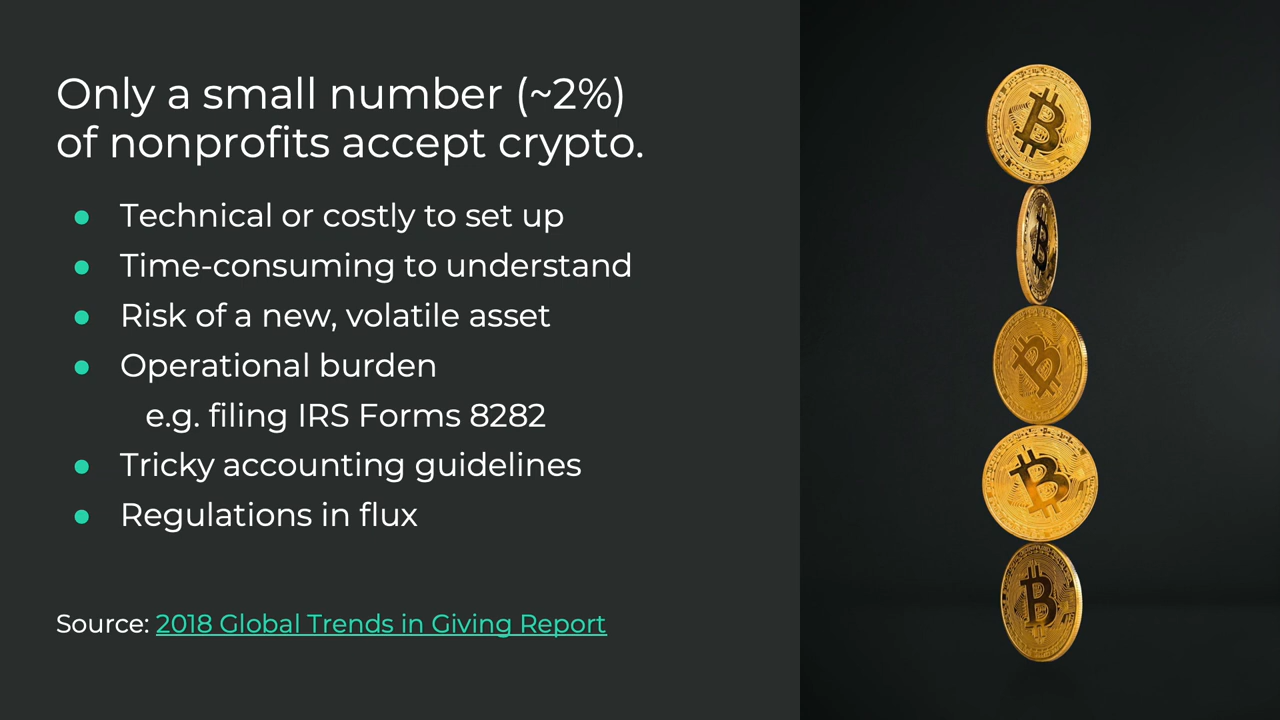 Only a small number (~2%)
of nonprofits accept crypto.
● Technical or costly to set up
● Time-consuming to understand
● Risk of a new, volatile asset
● Operational burden
e.g. filing IRS Forms 8282
● Tricky accounting guidelines
● Regulations in flux
Source: 2018 Global Trends in Giving Report